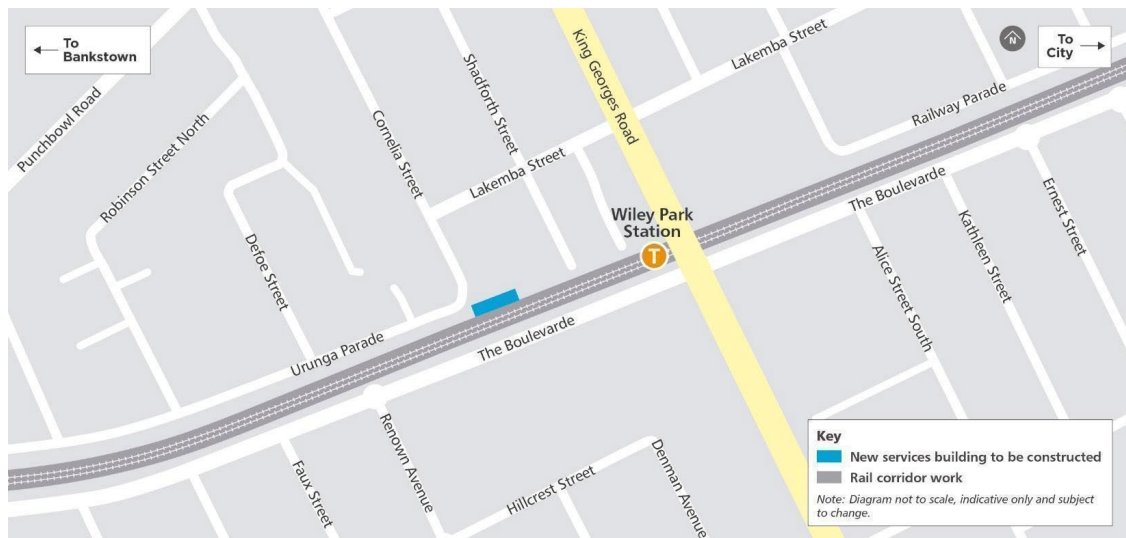 To
Bankstown
N
To
City
King Georges Road
Lakemba Street
Shadforth Street
Railway Parade
Punchbowl Road
Robinson Street North
Cornelia Street
Lakemba Street
The Boulevarde
Ernest Street
Wiley Park
Station
T
Kathleen Street
Defoe Street
Alice Street South
Urunga Parade
The Boulevarde
Renown Avenue
Faux Street
Hillcrest Street
Denman Avenue
Key
New services building to be constructed
Rail corridor work
Note: Diagram not to scale, indicative only and subject
to change.